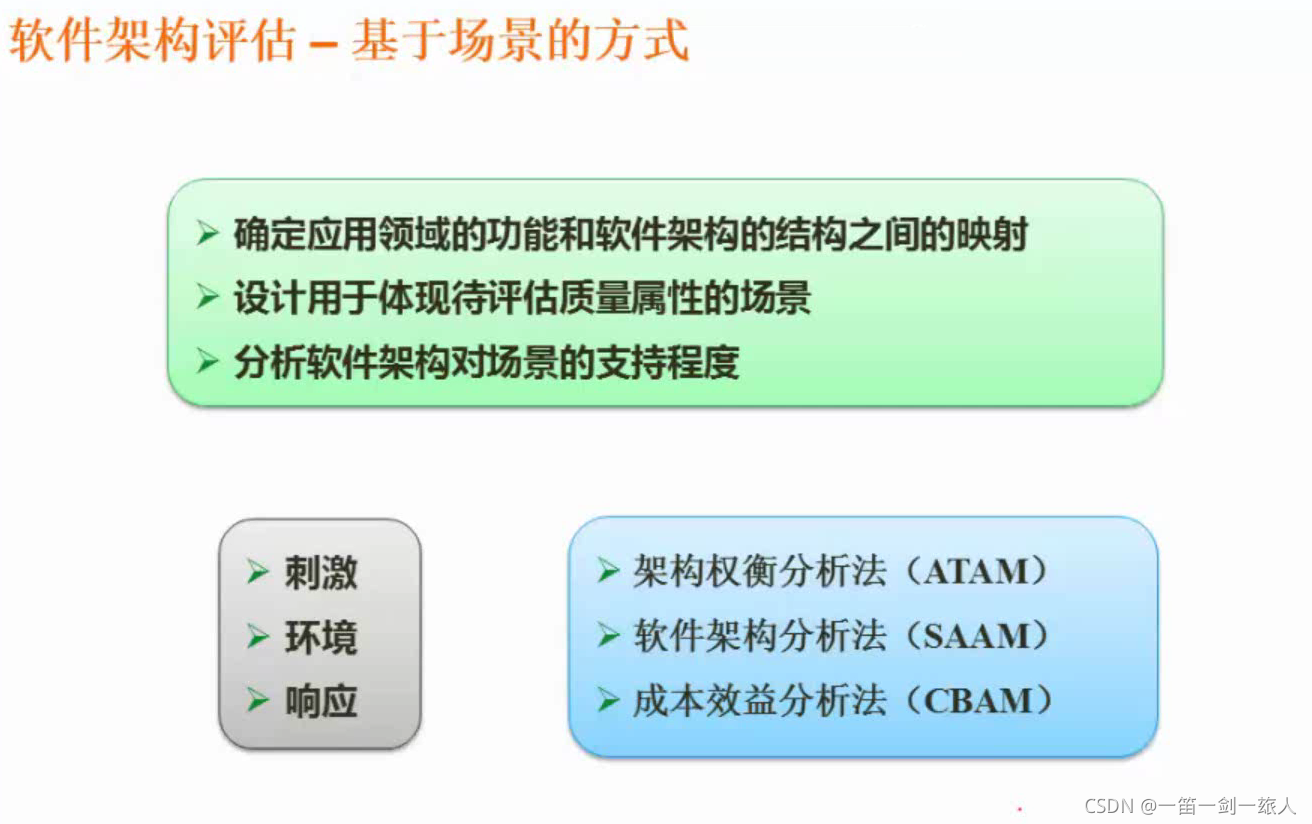 软件架构评估 – 基于场景的方式
确定应用领域的功能和软件架构的结构之间的映射
设计用于体现待评估质量属性的场景
分析软件架构对场景的支持程度
刺激
环境
响应
架构权衡分析法（ATAM）
软件架构分析法（SAAM）
成本效益分析法（CBAM）
CSDN @一笛一剑一蓑人